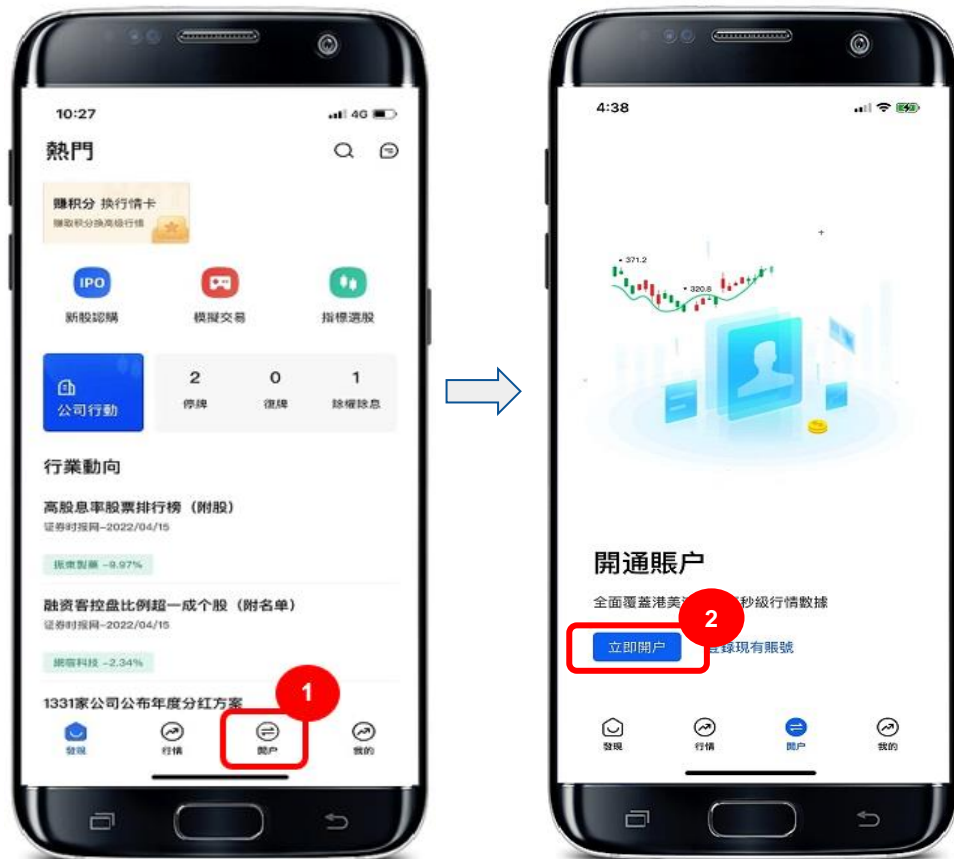 10:27
4G
熱門
賺积分 换行情卡
賺取积分换高级行情
IPO
新股認購
模擬交易
指標選股
公司行動
2
0
1
停牌
復牌
除權除息
行業動向
高股息率股票排行榜（附股）
证券时报网-2022/04/15
振東製藥 -9.97%
融资客控盘比例超一成个股（附名单）
证券时报网-2022/04/15
網宿科技 -2.34%
1331家公司公布年度分红方案
1
發現
行情
開户
我的
4:38
371.2
320.8
開通賬户
全面覆蓋港美
秒級行情數據
2
立即開户
登錄現有賬號
發現
行情
開户
我的